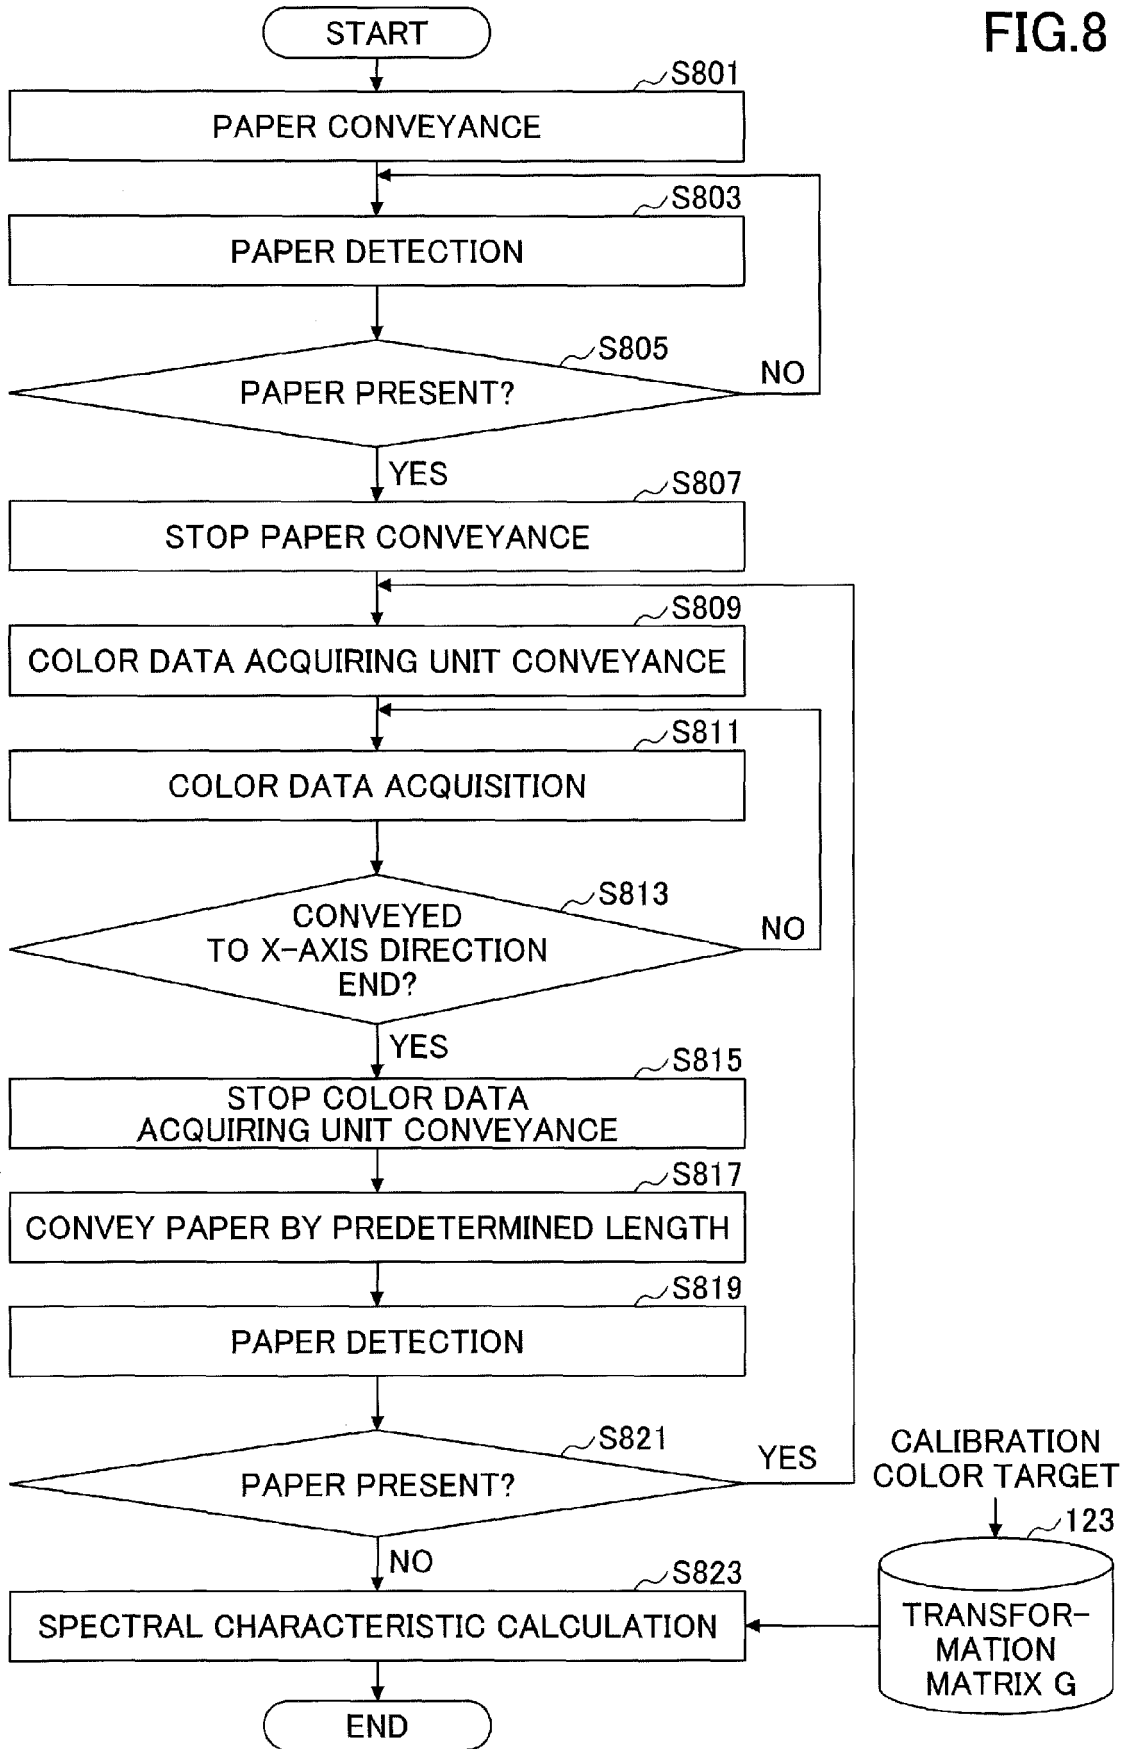 FIG.8
START
S801
PAPER CONVEYANCE
S803
PAPER DETECTION
S805
PAPER PRESENT?
NO
YES
S807
STOP PAPER CONVEYANCE
S809
COLOR DATA ACQUIRING UNIT CONVEYANCE
S811
COLOR DATA ACQUISITION
S813
CONVEYED
TO X-AXIS DIRECTION
END?
NO
YES
S815
STOP COLOR DATA
ACQUIRING UNIT CONVEYANCE
S817
CONVEY PAPER BY PREDETERMINED LENGTH
S819
PAPER DETECTION
S821
PAPER PRESENT?
YES
NO
CALIBRATION
COLOR TARGET
123
TRANSFOR-
MATION
MATRIX G
S823
SPECTRAL CHARACTERISTIC CALCULATION
END